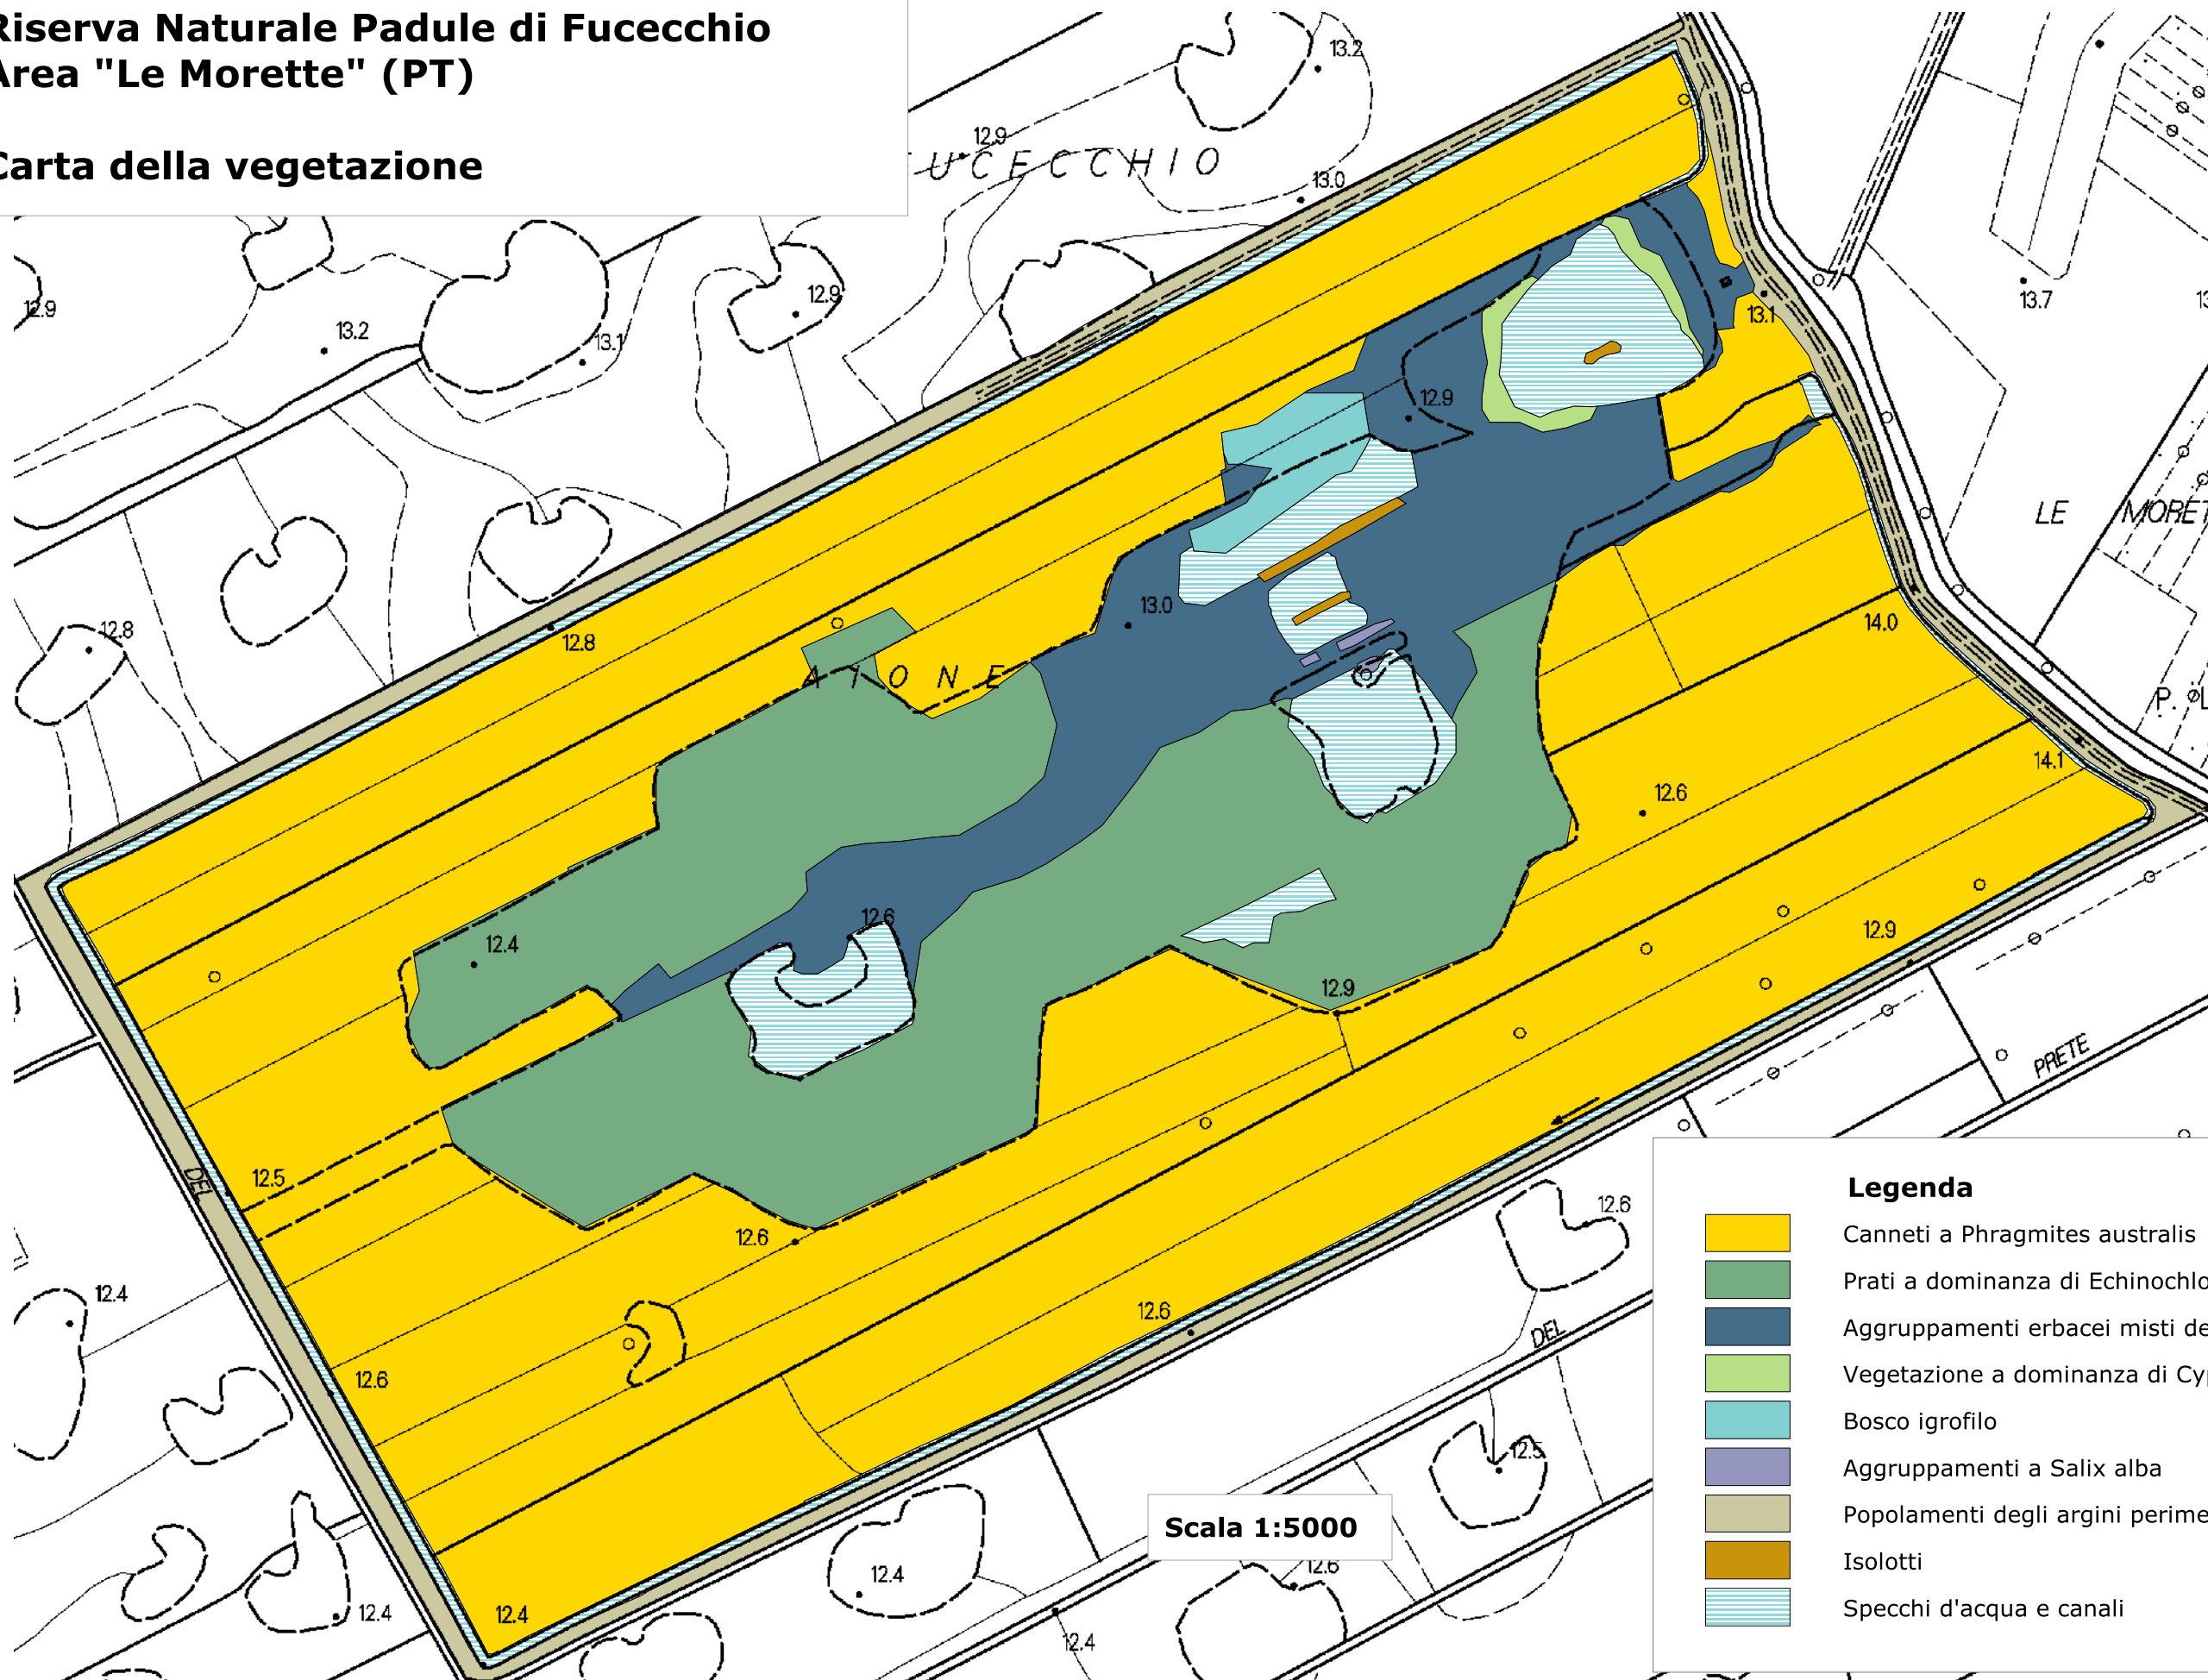 Riserva Naturale Padule di Fucecchio
Area "Le Morette" (PT)
Carta della vegetazione
13.2
12.9
UCECCHIO
13.0
12.9
13.2
13.1
12.9
13.7
13.1
12.9
LE MORET
12.8
12.8
13.0
14.0
AIONE
P.
14.1
12.6
12.6
12.4
12.9
12.9
PRETE
DEL
12.5
12.6
12.6
12.4
12.6
DEL
12.6
12.5
12.4
12.6
12.4
12.4
12.4
Scala 1:5000
Legenda
Canneti a Phragmites australis
Prati a dominanza di Echinochlo
Aggruppamenti erbacei misti de
Vegetazione a dominanza di Cyp
Bosco igrofilo
Aggruppamenti a Salix alba
Popolamenti degli argini perime
Isolotti
Specchi d'acqua e canali